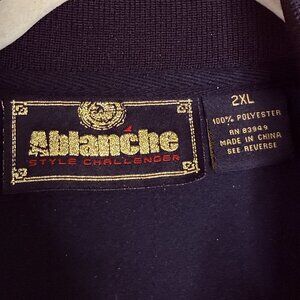 Ablanche
STYLE CHALLENGER
2XL
100% POLYESTER
RN 83949
MADE IN CHINA
SEE REVERSE